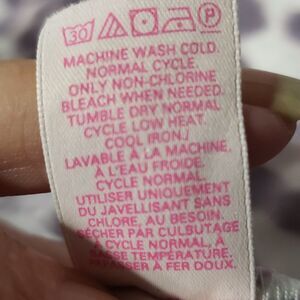 30 P
MACHINE WASH COLD.
NORMAL CYCLE.
ONLY NON-CHLORINE
BLEACH WHEN NEEDED.
TUMBLE DRY NORMAL
CYCLE LOW HEAT.
COOL IRON.
LAVABLE À LA MACHINE,
À L'EAU FROIDE.
CYCLE NORMAL.
UTILISER UNIQUEMENT
DU JAVELLISANT SANS
CHLORE, AU BESOIN.
SÉCHER PAR CULBUTAGE
À CYCLE NORMAL, À
BASSE TEMPÉRATURE.
REPASSER À FER DOUX.